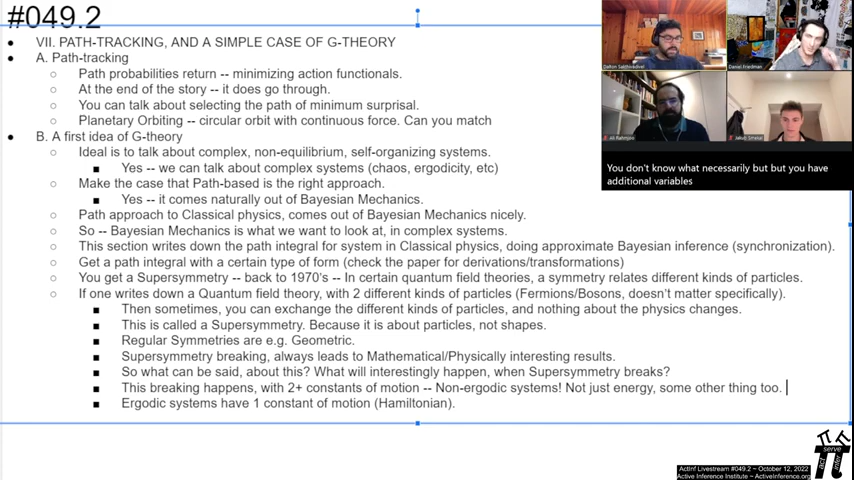 #049.2
VII. PATH-TRACKING, AND A SIMPLE CASE OF G-THEORY
A. Path-tracking
Path probabilities return -- minimizing action functionals.
At the end of the story -- it does go through.
You can talk about selecting the path of minimum surprisal.
Planetary Orbiting -- circular orbit with continuous force. Can you match
B. A first idea of G-theory
Ideal is to talk about complex, non-equilibrium, self-organizing systems.
Yes -- we can talk about complex systems (chaos, ergodicity, etc)
Make the case that Path-based is the right approach.
Yes -- it comes naturally out of Bayesian Mechanics.
Path approach to Classical physics, comes out of Bayesian Mechanics nicely.
So -- Bayesian Mechanics is what we want to look at, in complex systems.
This section writes down the path integral for system in Classical physics, doing approximate Bayesian inference (synchronization).
Get a path integral with a certain type of form (check the paper for derivations/transformations)
You get a Supersymmetry -- back to 1970's -- In certain quantum field theories, a symmetry relates different kinds of particles.
If one writes down a Quantum field theory, with 2 different kinds of particles (Fermions/Bosons, doesn't matter specifically).
Then sometimes, you can exchange the different kinds of particles, and nothing about the physics changes.
This is called a Supersymmetry. Because it is about particles, not shapes.
Regular Symmetries are e.g. Geometric.
Supersymmetry breaking, always leads to Mathematical/Physically interesting results.
So what can be said, about this? What will interestingly happen, when Supersymmetry breaks?
This breaking happens, with 2+ constants of motion -- Non-ergodic systems! Not just energy, some other thing too.
Ergodic systems have 1 constant of motion (Hamiltonian).
Daniel Friedman
You don't know what necessarily but but you have
additional variables
act
serve
infer
ActInf Livestream #049.2 ~ October 12, 2022
Active Inference Institute ~ ActiveInference.org